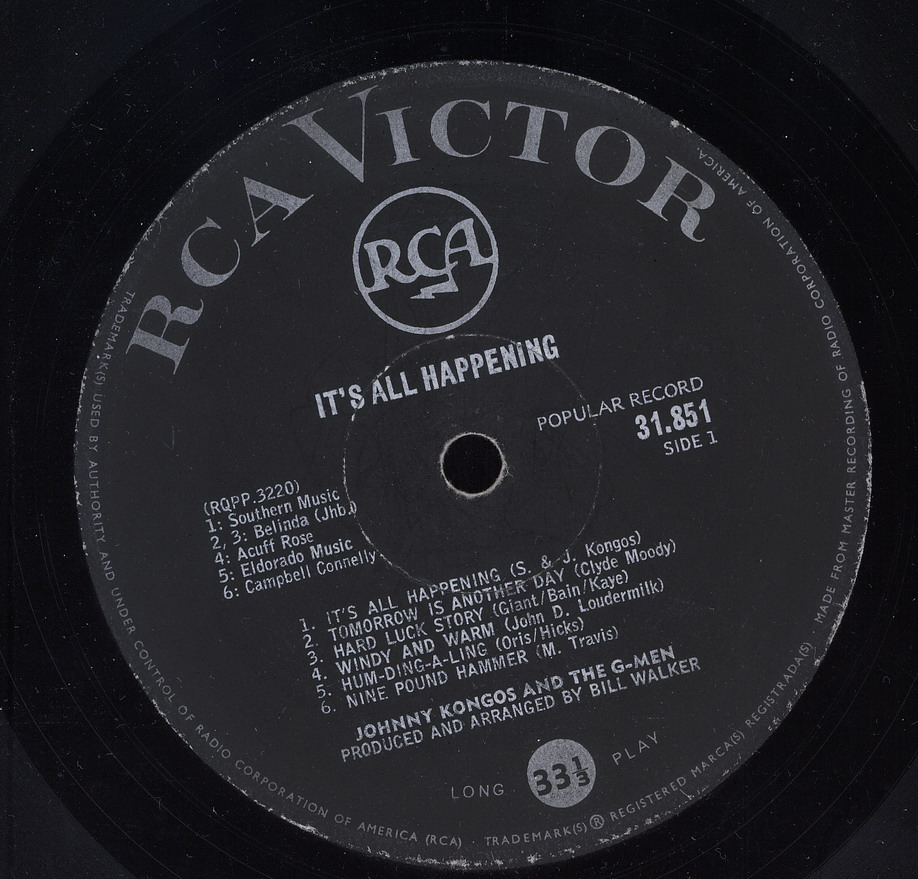 RCA VICTOR
RCA
IT'S ALL HAPPENING
POPULAR RECORD
31.851
SIDE 1
(RQPP.3220)
1: Southern Music
2, 3: Belinda (Jhb.)
4: Acuff Rose
5: Eldorado Music
6: Campbell Connelly
1. IT'S ALL HAPPENING (S. & J. Kongos)
2. TOMORROW IS ANOTHER DAY (Clyde Moody)
3. HARD LUCK STORY (Giant/Bain/Kaye)
4. WINDY AND WARM (John D. Loudermilk)
5. HUM-DING-A-LING (Oris/Hicks)
6. NINE POUND HAMMER (M. Travis)
JOHNNY KONGOS AND THE G-MEN
PRODUCED AND ARRANGED BY BILL WALKER
LONG 33⅓ PLAY
TRADEMARK(S) USED BY AUTHORITY AND UNDER CONTROL OF RADIO CORPORATION OF AMERICA (RCA) · TRADEMARK(S) ® REGISTERED MARCA(S) REGISTRADA(S) · MADE FROM MASTER RECORDING OF RADIO CORPORATION OF AMERICA.